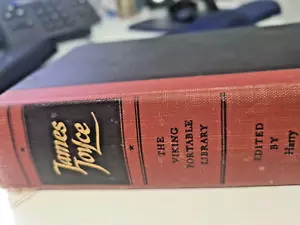 James
Joyce
THE
VIKING
PORTABLE
LIBRARY
EDITED
BY
Harry